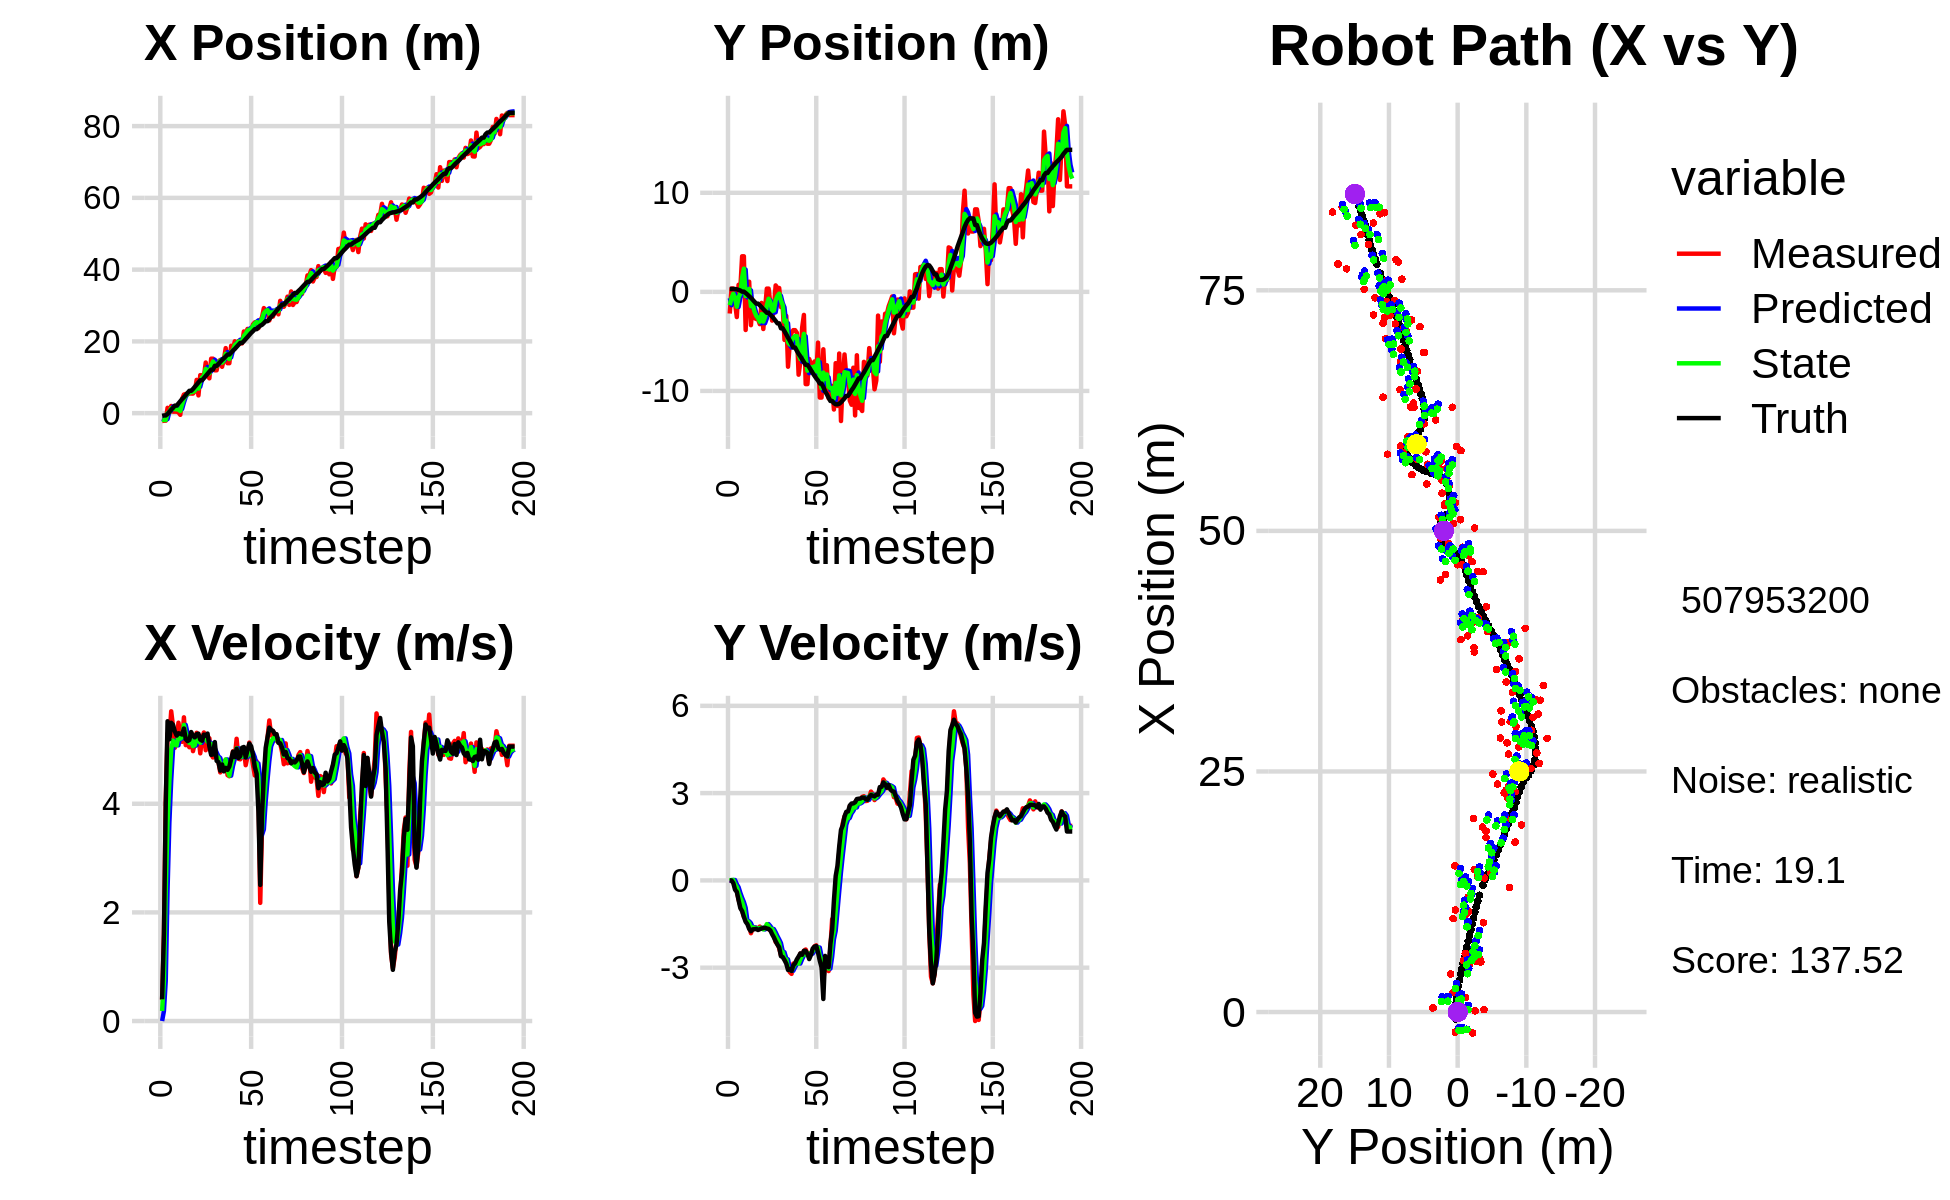 X Position (m)
80
60
40
20
0
0
50
100
150
200
timestep
Y Position (m)
10
0
-10
0
50
100
150
200
timestep
X Velocity (m/s)
4
2
0
0
50
100
150
200
timestep
Y Velocity (m/s)
6
3
0
-3
0
50
100
150
200
timestep
Robot Path (X vs Y)
X Position (m)
75
50
25
0
20
10
0
-10
-20
Y Position (m)
variable
Measured
Predicted
State
Truth
507953200
Obstacles: none
Noise: realistic
Time: 19.1
Score: 137.52